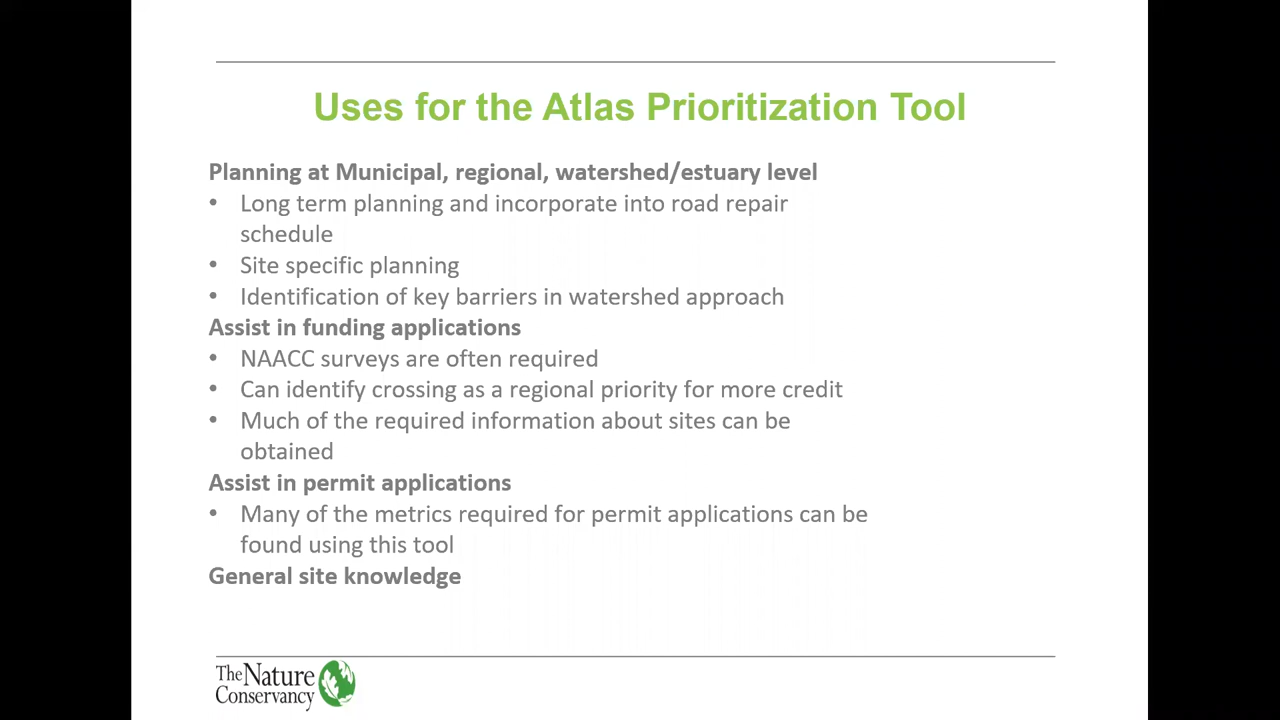 Uses for the Atlas Prioritization Tool
Planning at Municipal, regional, watershed/estuary level
• Long term planning and incorporate into road repair
schedule
• Site specific planning
• Identification of key barriers in watershed approach
Assist in funding applications
• NAACC surveys are often required
• Can identify crossing as a regional priority for more credit
• Much of the required information about sites can be
obtained
Assist in permit applications
• Many of the metrics required for permit applications can be
found using this tool
General site knowledge
The Nature
Conservancy